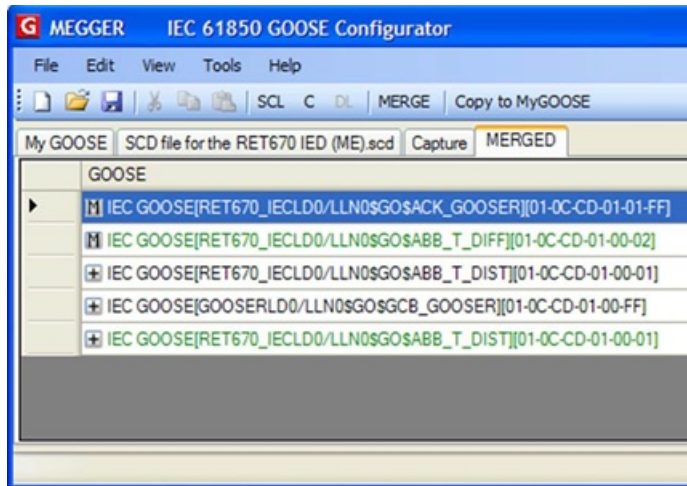 G MEGGER IEC 61850 GOOSE Configurator
File Edit View Tools Help
SCL C DL MERGE Copy to MyGOOSE
My GOOSE SCD file for the RET670 IED (ME).scd Capture MERGED
GOOSE
M IEC GOOSE[RET670_IECLD0/LLN0$GO$ACK_GOOSER][01-0C-CD-01-01-FF]
M IEC GOOSE[RET670_IECLD0/LLN0$GO$ABB_T_DIFF][01-0C-CD-01-00-02]
IEC GOOSE[RET670_IECLD0/LLN0$GO$ABB_T_DIST][01-0C-CD-01-00-01]
IEC GOOSE[GOOSERLD0/LLN0$GO$GCB_GOOSER][01-0C-CD-01-00-FF]
IEC GOOSE[RET670_IECLD0/LLN0$GO$ABB_T_DIST][01-0C-CD-01-00-01]